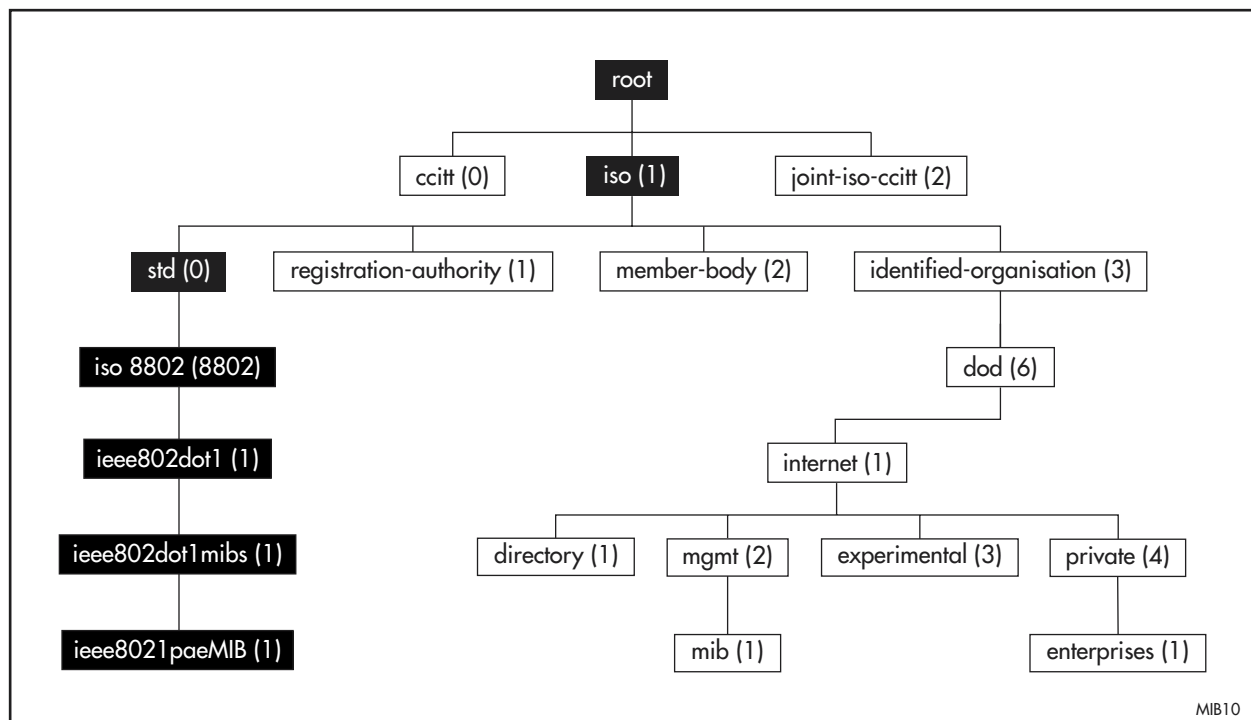 root
ccitt (0)
iso (1)
joint-iso-ccitt (2)
std (0)
registration-authority (1)
member-body (2)
identified-organisation (3)
iso 8802 (8802)
dod (6)
ieee802dot1 (1)
internet (1)
ieee802dot1mibs (1)
directory (1)
mgmt (2)
experimental (3)
private (4)
ieee8021paeMIB (1)
mib (1)
enterprises (1)
MIB10